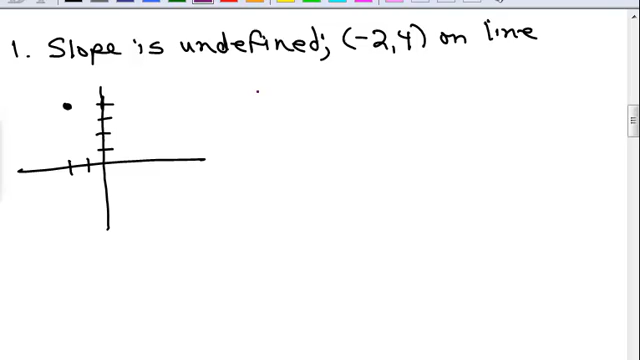 1. Slope is undefined; (-2,4) on line